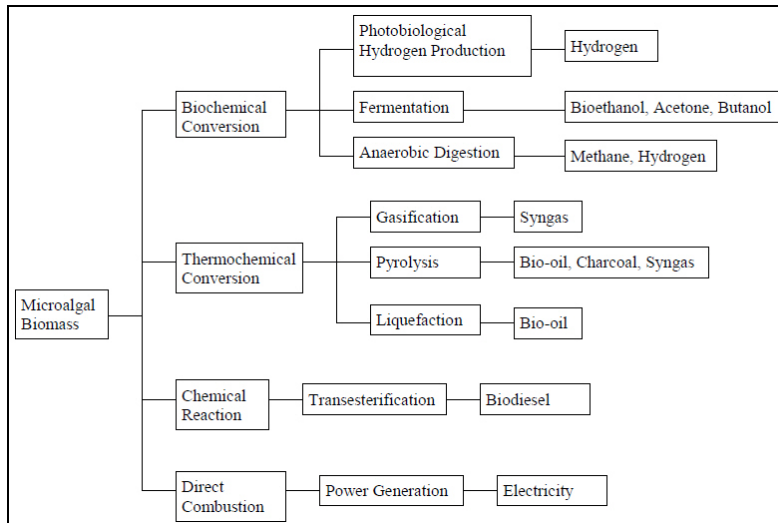 Photobiological
Hydrogen Production
Hydrogen
Biochemical
Conversion
Fermentation
Bioethanol, Acetone, Butanol
Anaerobic Digestion
Methane, Hydrogen
Gasification
Syngas
Thermochemical
Conversion
Pyrolysis
Bio-oil, Charcoal, Syngas
Microalgal
Biomass
Liquefaction
Bio-oil
Chemical
Reaction
Transesterification
Biodiesel
Direct
Combustion
Power Generation
Electricity